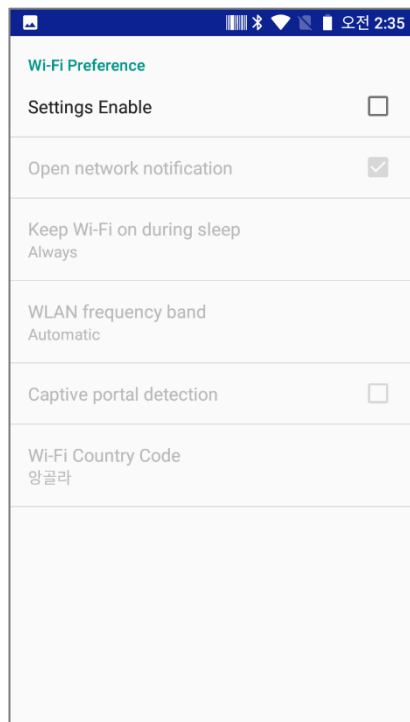 오전 2:35
Wi-Fi Preference
Settings Enable
Open network notification
Keep Wi-Fi on during sleep
Always
WLAN frequency band
Automatic
Captive portal detection
Wi-Fi Country Code
앙골라